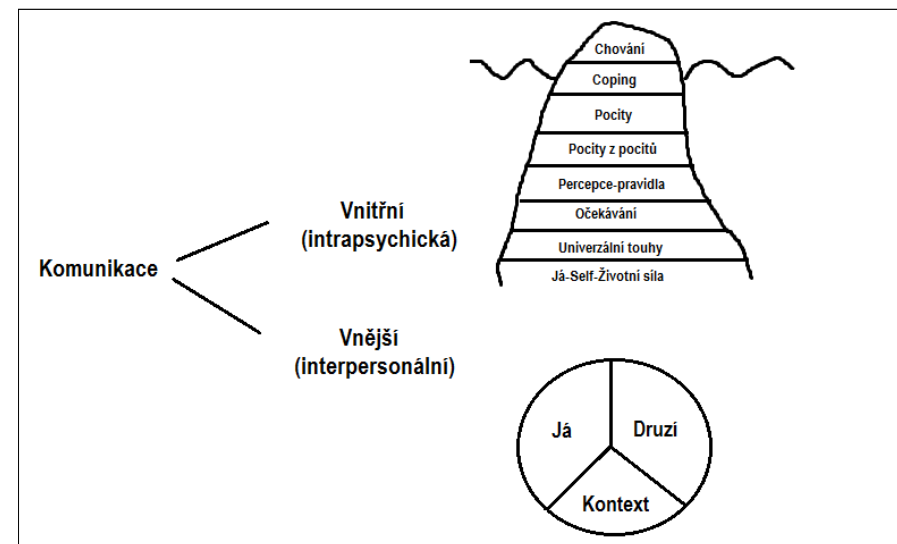 Komunikace
Vnitřní
(intrapsychická)
Chování
Coping
Pocity
Pocity z pocitů
Percepce-pravidla
Očekávání
Univerzální touhy
Já-Self-Životní síla
Vnější
(interpersonální)
Já
Druzí
Kontext